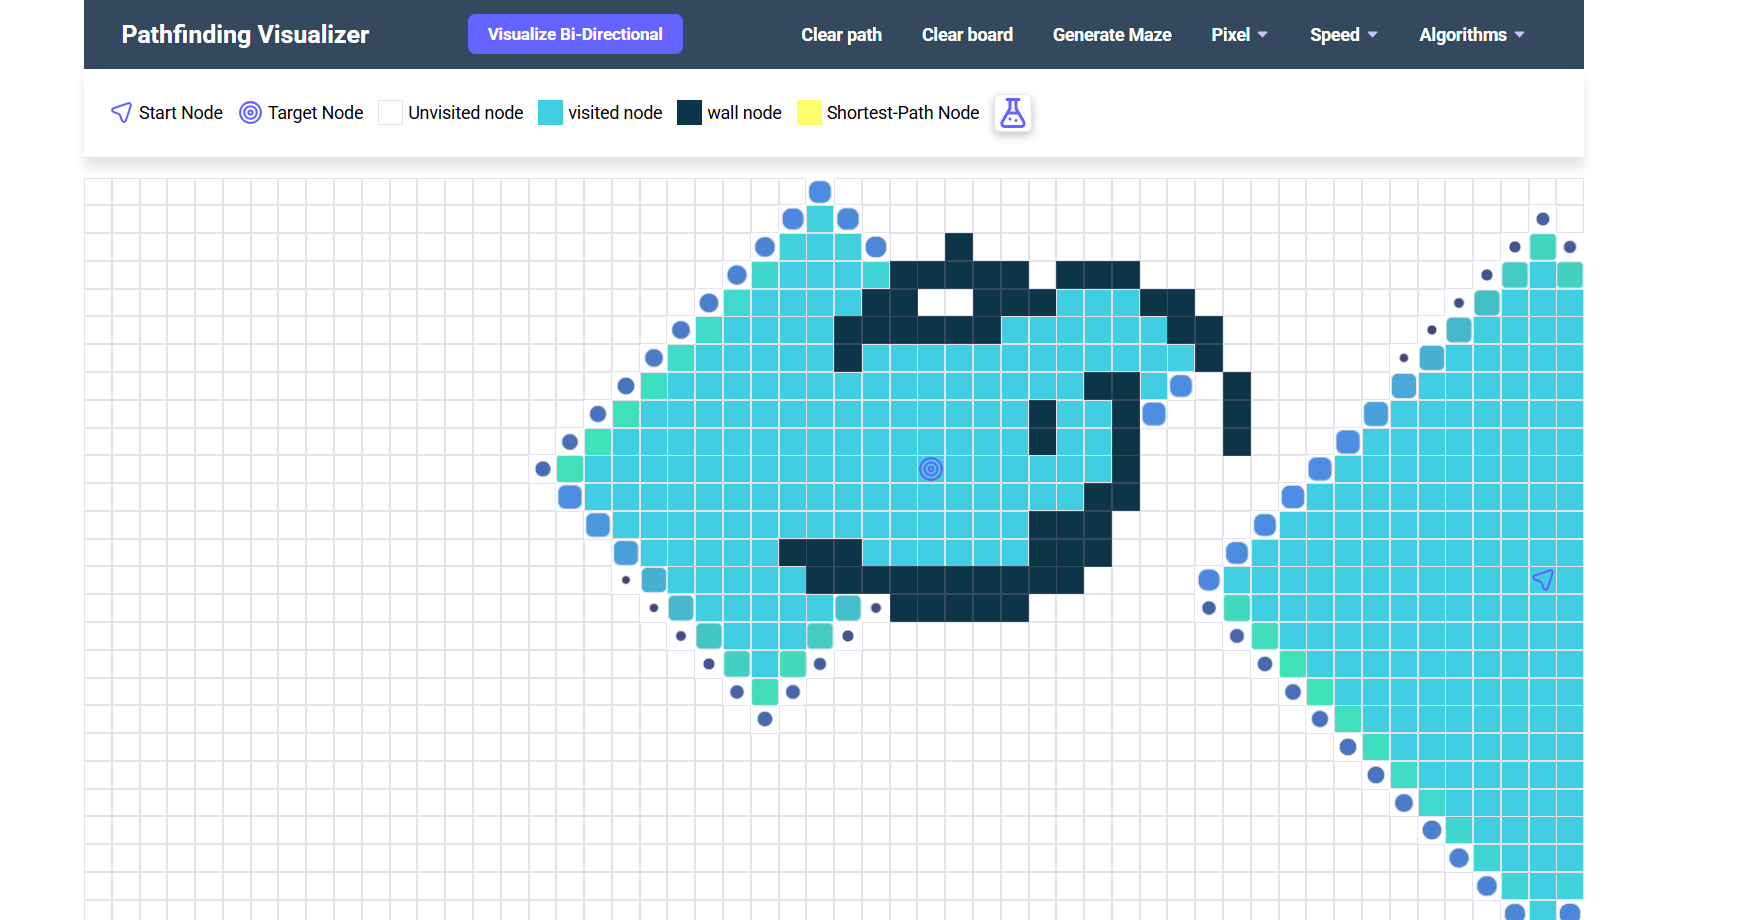 Pathfinding Visualizer Visualize Bi-Directional Clear path Clear board Generate Maze Pixel Speed Algorithms
Start Node Target Node Unvisited node visited node wall node Shortest-Path Node